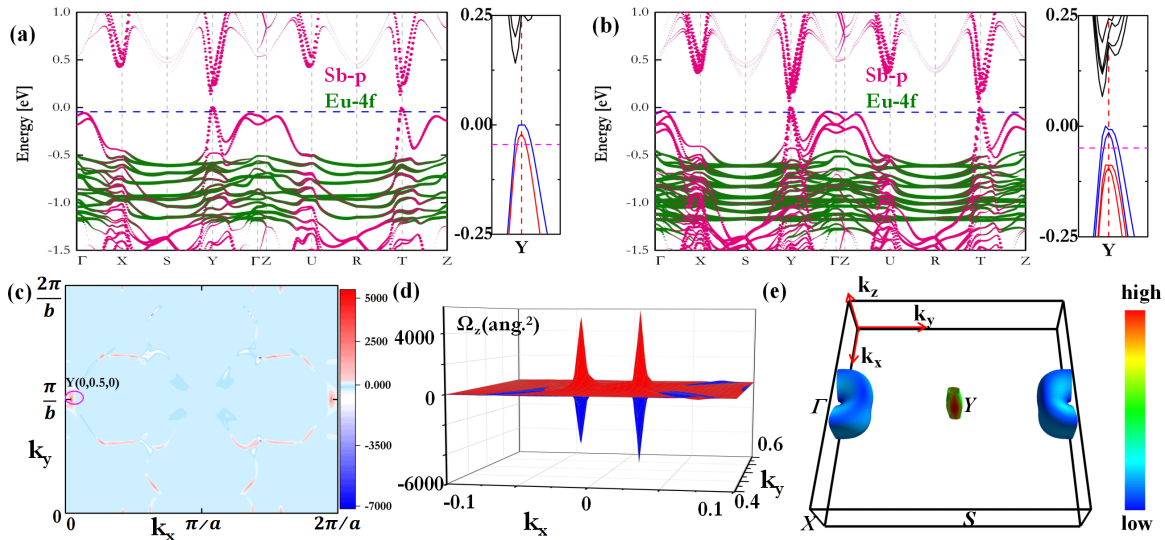 (a)
Energy [eV]
1.0
0.5
0.0
-0.5
-1.0
-1.5
Sb-p
Eu-4f
Γ X S Y ΓZ U R T Z
0.25
0.00
-0.25
Y
(b)
Energy [eV]
1.0
0.5
0.0
-0.5
-1.0
-1.5
Sb-p
Eu-4f
Γ X S Y ΓZ U R T Z
0.25
0.00
-0.25
Y
(c)
2π/b
Y(0,0.5,0)
π/b
k_y
0
0 k_x π/a 2π/a
5000
2500
0.000
-3500
-7000
(d)
Ω_z(ang.²)
4000
0
-6000
-0.1 0 0.1
k_x
0.4
0.6
k_y
(e)
k_z
k_y
k_x
Γ
Y
X
S
high
low